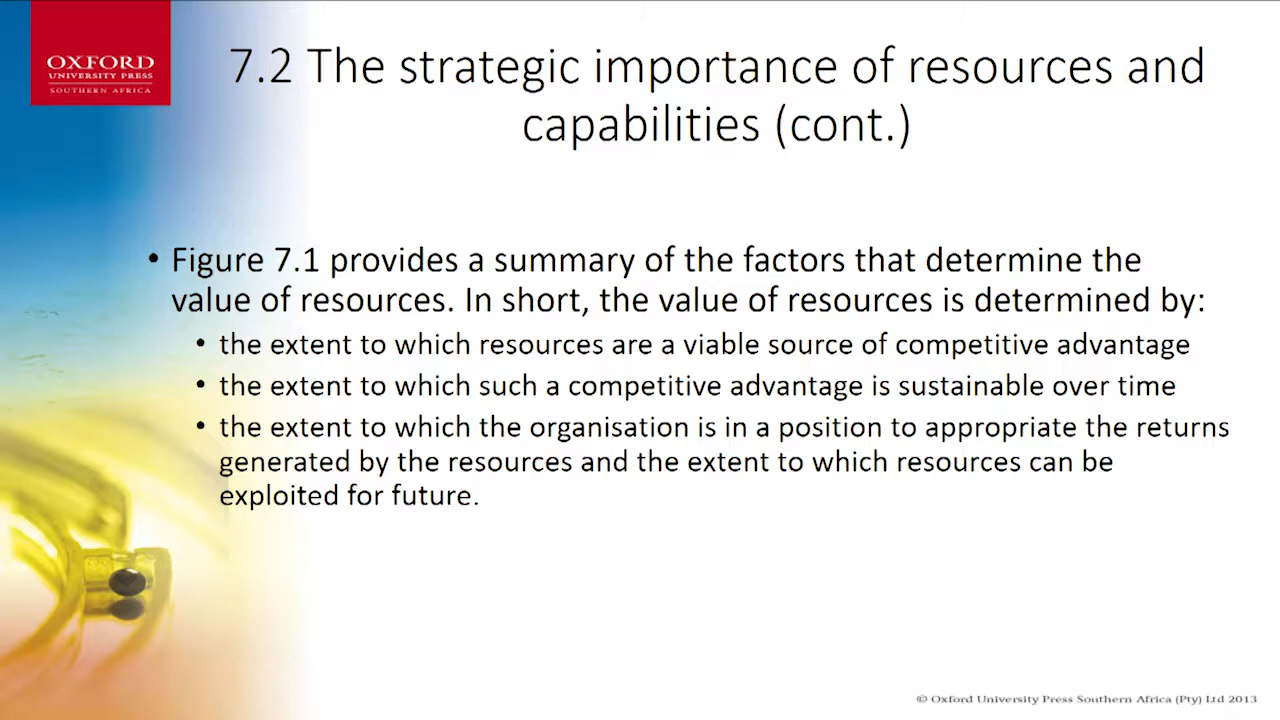 OXFORD
UNIVERSITY PRESS
SOUTHERN AFRICA
7.2 The strategic importance of resources and
capabilities (cont.)
• Figure 7.1 provides a summary of the factors that determine the
value of resources. In short, the value of resources is determined by:
• the extent to which resources are a viable source of competitive advantage
• the extent to which such a competitive advantage is sustainable over time
• the extent to which the organisation is in a position to appropriate the returns
generated by the resources and the extent to which resources can be
exploited for future.
© Oxford University Press Southern Africa (Pty) Ltd 2013